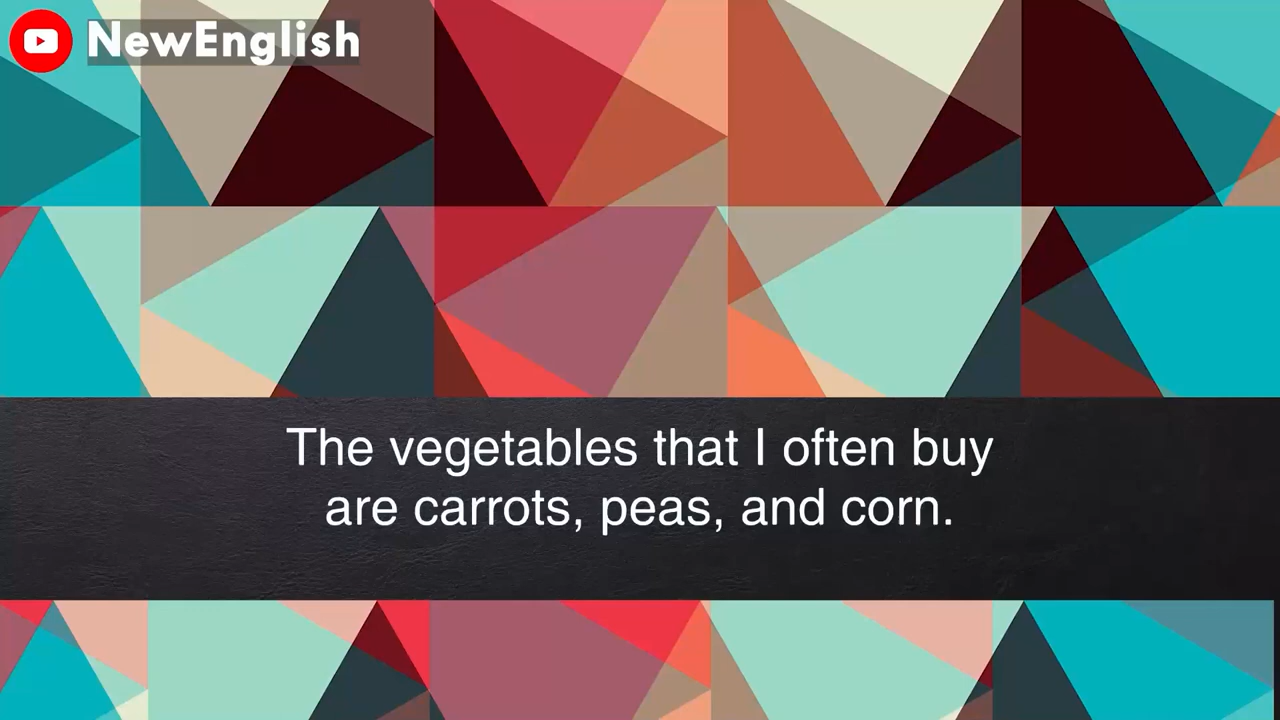 NewEnglish
The vegetables that I often buy
are carrots, peas, and corn.